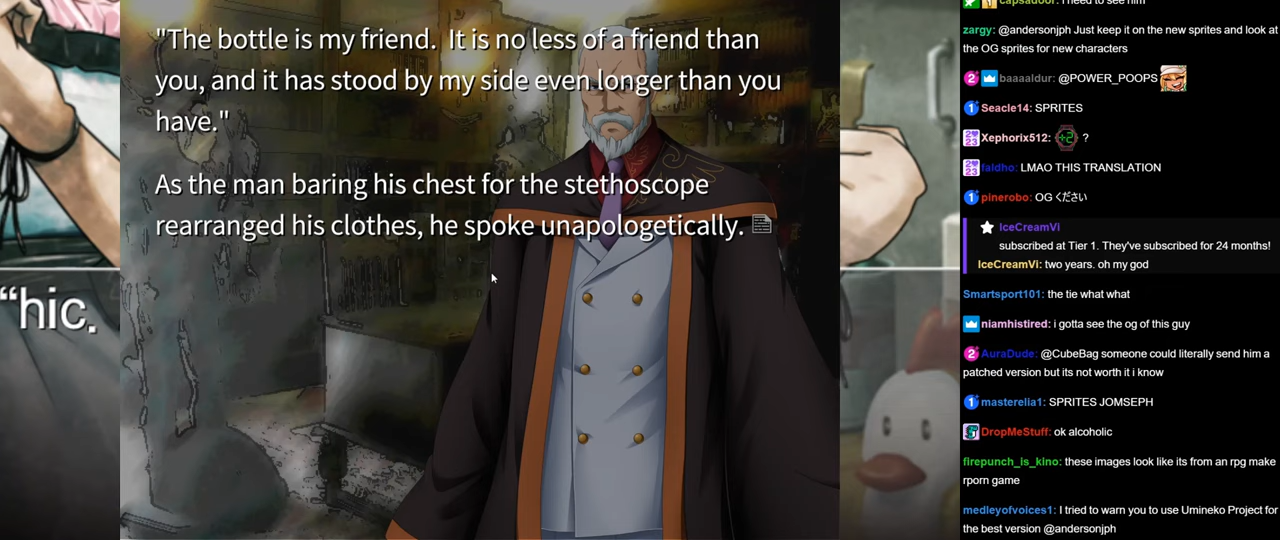 "The bottle is my friend. It is no less of a friend than
you, and it has stood by my side even longer than you
have."
As the man baring his chest for the stethoscope
rearranged his clothes, he spoke unapologetically.
“hic.
capsadoor: I need to see him
zargy: @andersonjph Just keep it on the new sprites and look at
the OG sprites for new characters
baaaaldur: @POWER_POOPS
Seacle14: SPRITES
Xephorix512: +2 ?
faldho: LMAO THIS TRANSLATION
pinerobo: OG ください
IceCreamVi
subscribed at Tier 1. They've subscribed for 24 months!
IceCreamVi: two years. oh my god
Smartsport101: the tie what what
niamhistired: i gotta see the og of this guy
AuraDude: @CubeBag someone could literally send him a
patched version but its not worth it i know
masterelia1: SPRITES JOMSEPH
DropMeStuff: ok alcoholic
firepunch_is_kino: these images look like its from an rpg make
rporn game
medleyofvoices1: I tried to warn you to use Umineko Project for
the best version @andersonjph